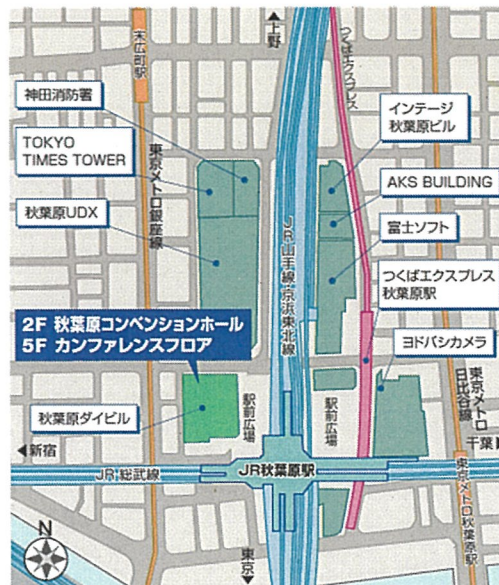 ▲上野
末広町駅
つくばエクスプレス
神田消防署
インテージ
秋葉原ビル
TOKYO
TIMES TOWER
東京メトロ銀座線
AKS BUILDING
秋葉原UDX
JR山手線・京浜東北線
富士ソフト
つくばエクスプレス
秋葉原駅
2F 秋葉原コンベンションホール
5F カンファレンスフロア
ヨドバシカメラ
東京メトロ
日比谷線
秋葉原ダイビル
駅前広場
駅前広場
◀新宿
千葉▶
JR 総武線
JR秋葉原駅
東京メトロ秋葉原駅
N
東京▼